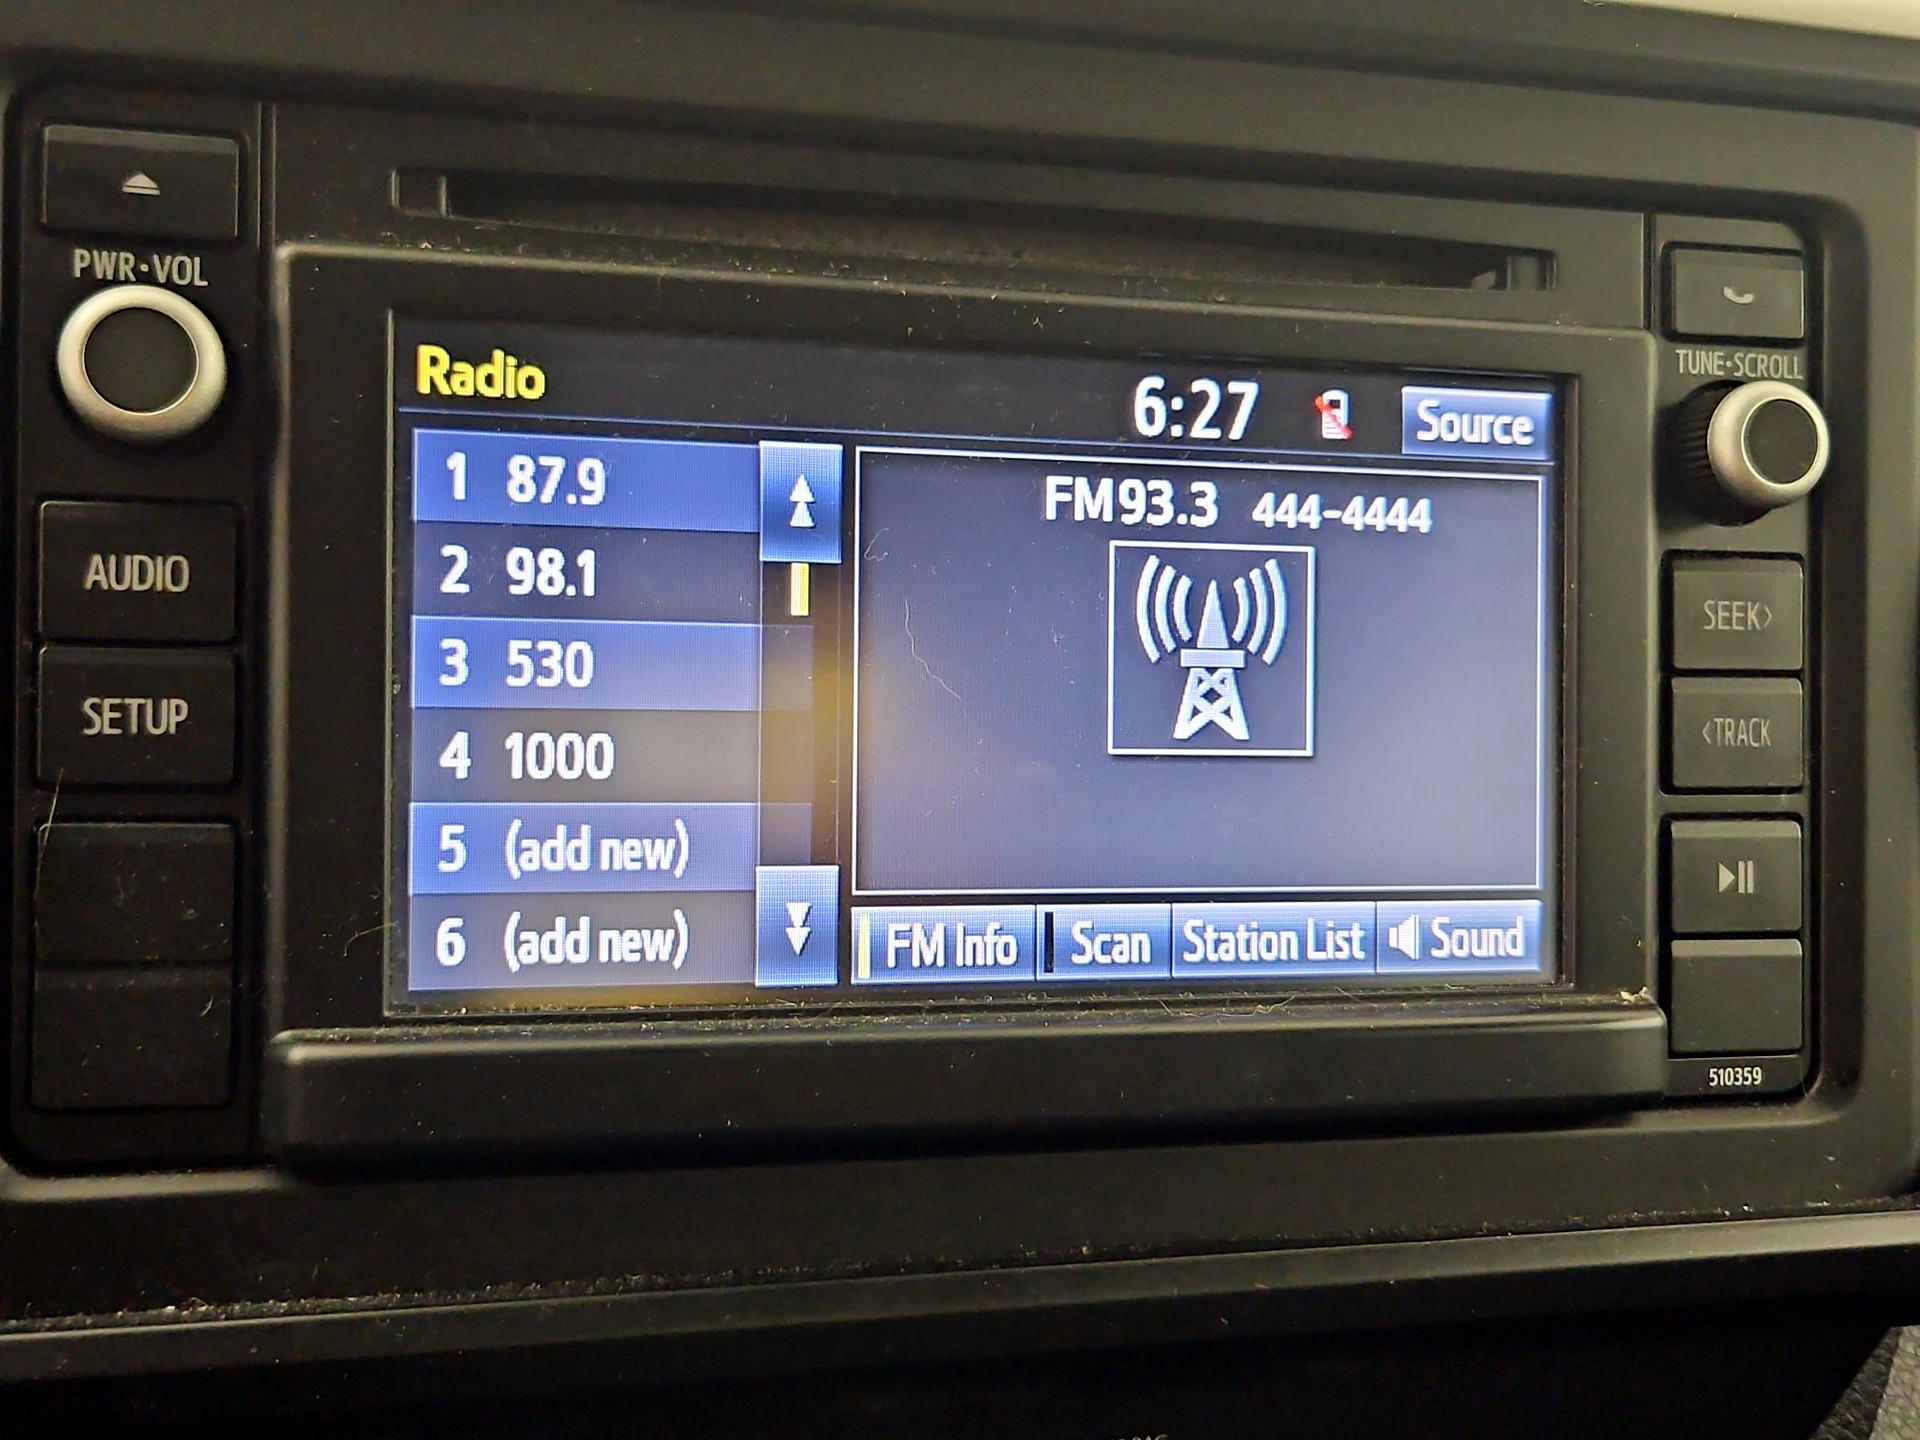 PWR•VOL
AUDIO
SETUP
Radio
6:27
Source
1 87.9
2 98.1
3 530
4 1000
5 (add new)
6 (add new)
FM93.3 444-4444
FM Info
Scan
Station List
Sound
TUNE•SCROLL
SEEK>
<TRACK
510359